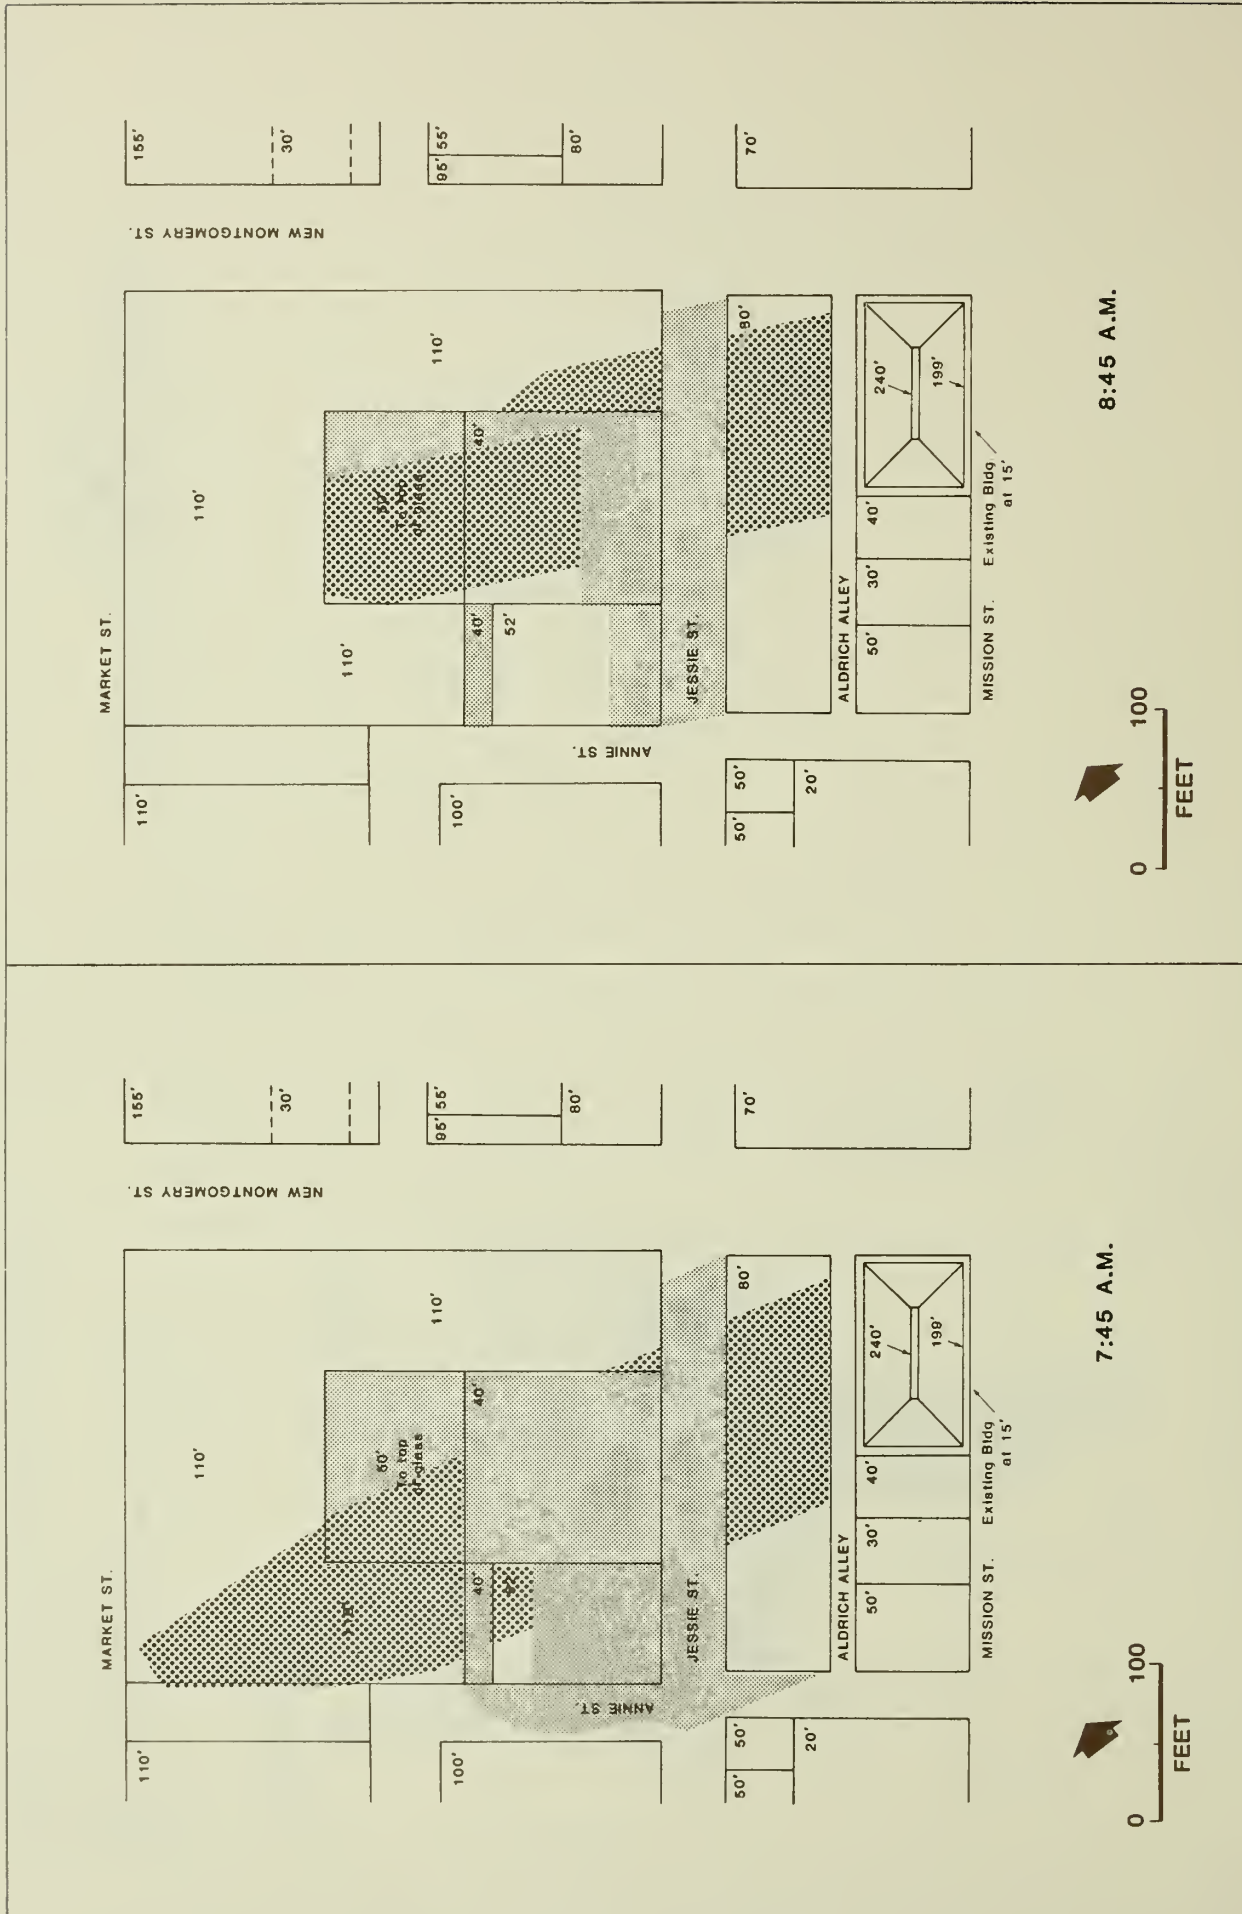 MARKET ST.
110'
155'
110'
30'
NEW MONTGOMERY ST.
60'
To top
of glass
110'
95' 55'
100'
40'
40'
80'
ANNIE ST.
JESSIE ST.
50' 50'
80'
70'
20'
ALDRICH ALLEY
50'
30'
40'
240'
199'
MISSION ST.
Existing Bldg
at 15'
7:45 A.M.
0 100
FEET
MARKET ST.
110'
155'
110'
30'
NEW MONTGOMERY ST.
110'
To top
of glass
110'
95' 55'
100'
40'
40'
52'
80'
ANNIE ST.
JESSIE ST.
50' 50'
80'
70'
20'
ALDRICH ALLEY
50'
30'
40'
240'
199'
MISSION ST.
Existing Bldg
at 15'
8:45 A.M.
0 100
FEET